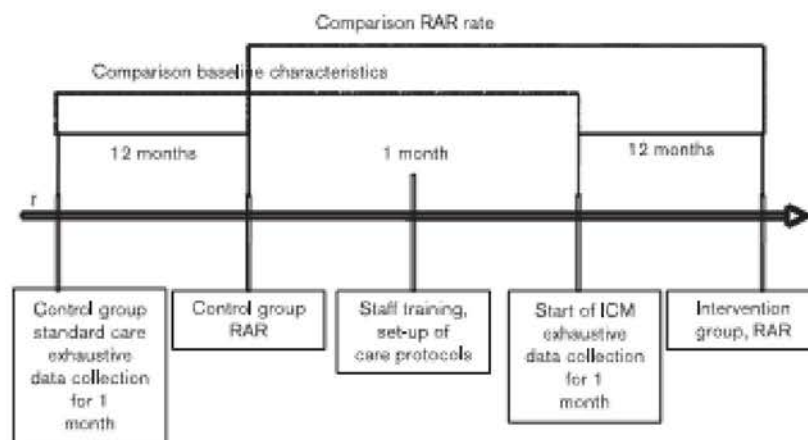 Comparison RAR rate
Comparison baseline characteristics
12 months
1 month
12 months
r
Control group
standard care
exhaustive
data collection
for 1
month
Control group
RAR
Staff training,
set-up of
care protocols
Start of ICM
exhaustive
data collection
for 1
month
Intervention
group, RAR